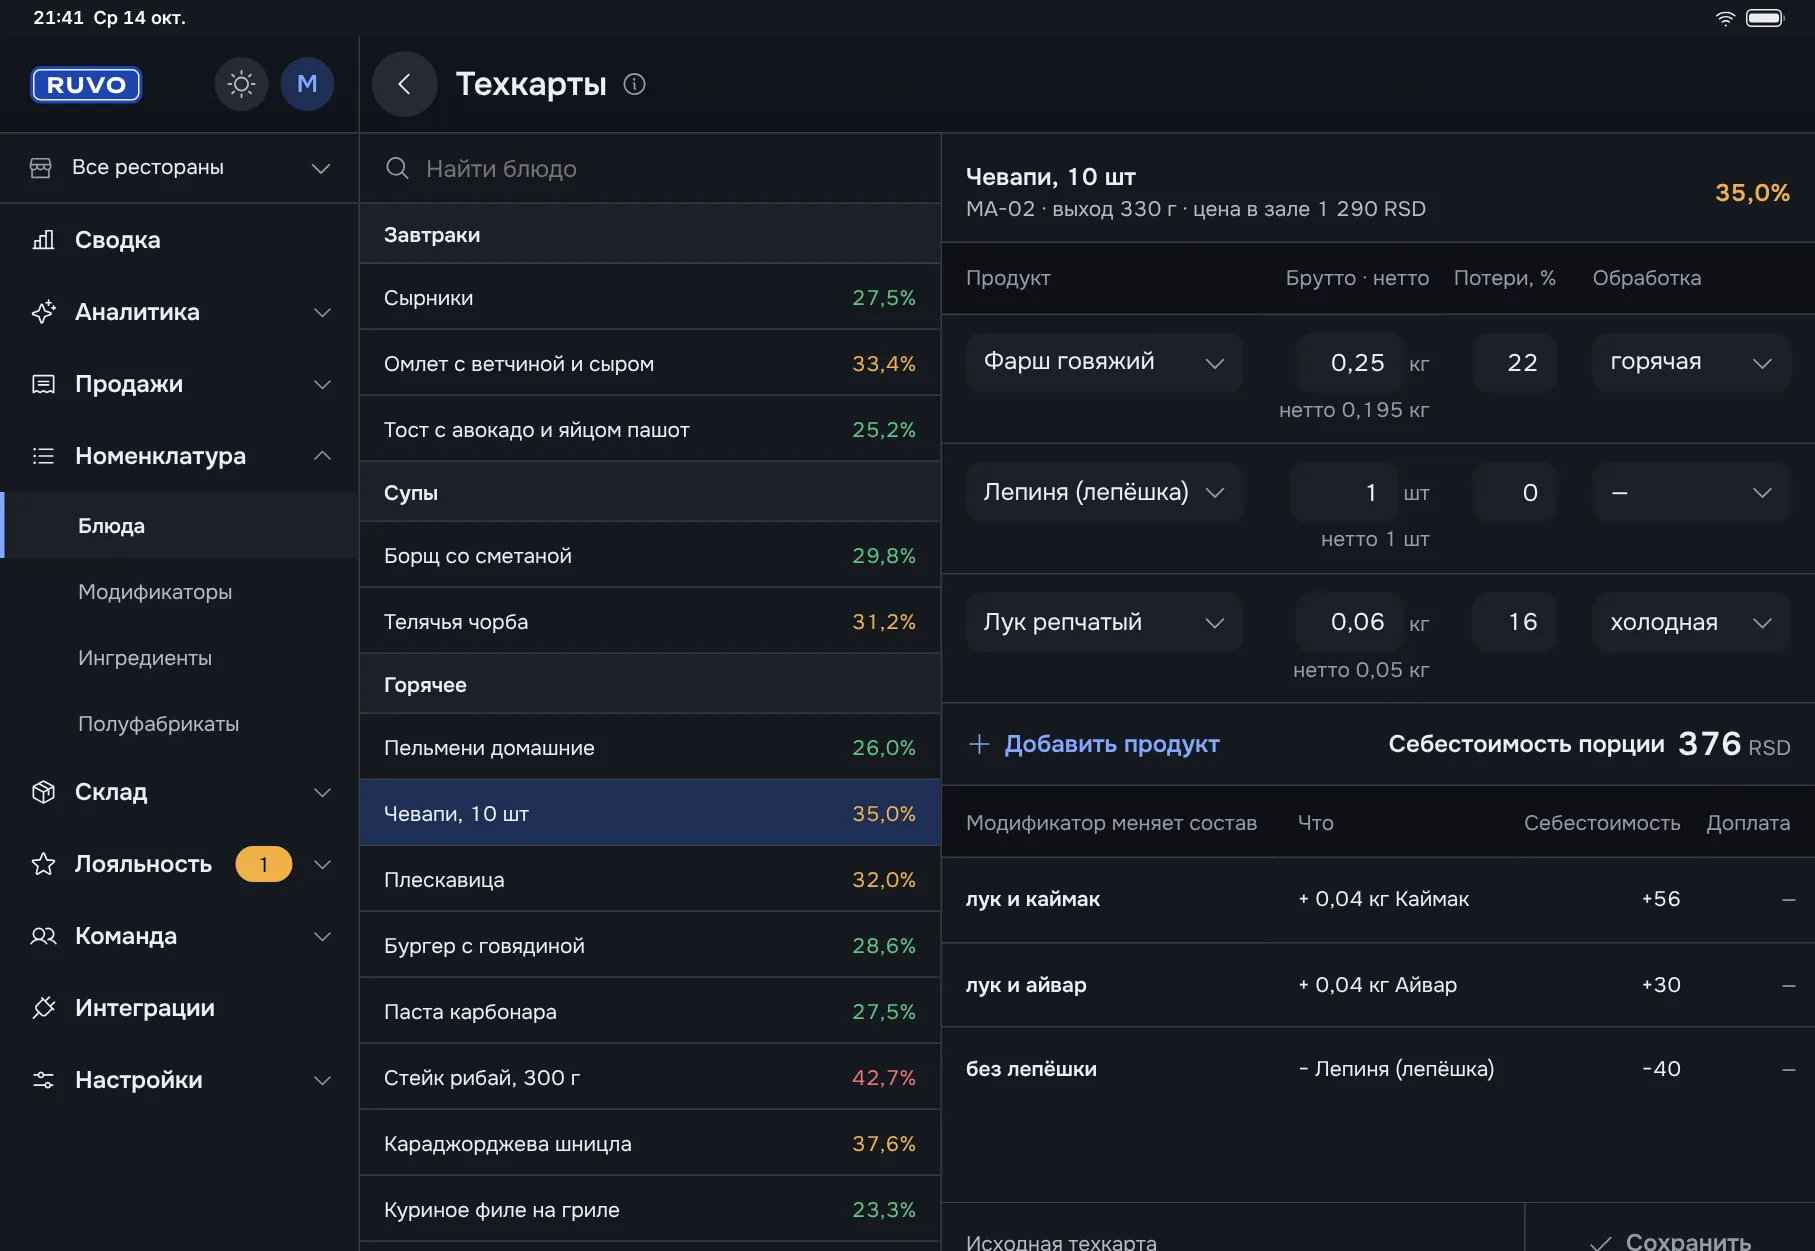 21:41 Ср 14 окт.
RUVO
M
Техкарты
Все рестораны
Сводка
Аналитика
Продажи
Номенклатура
Блюда
Модификаторы
Ингредиенты
Полуфабрикаты
Склад
Лояльность 1
Команда
Интеграции
Настройки
Найти блюдо
Завтраки
Сырники 27,5%
Омлет с ветчиной и сыром 33,4%
Тост с авокадо и яйцом пашот 25,2%
Супы
Борщ со сметаной 29,8%
Телячья чорба 31,2%
Горячее
Пельмени домашние 26,0%
Чевапи, 10 шт 35,0%
Плескавица 32,0%
Бургер с говядиной 28,6%
Паста карбонара 27,5%
Стейк рибай, 300 г 42,7%
Караджорджева шницла 37,6%
Куриное филе на гриле 23,3%
Чевапи, 10 шт
MA-02 · выход 330 г · цена в зале 1 290 RSD
35,0%
Продукт Брутто · нетто Потери, % Обработка
Фарш говяжий 0,25 кг 22 горячая
нетто 0,195 кг
Лепиня (лепёшка) 1 шт 0 –
нетто 1 шт
Лук репчатый 0,06 кг 16 холодная
нетто 0,05 кг
+ Добавить продукт Себестоимость порции 376 RSD
Модификатор меняет состав Что Себестоимость Доплата
лук и каймак + 0,04 кг Каймак +56 –
лук и айвар + 0,04 кг Айвар +30 –
без лепёшки − Лепиня (лепёшка) −40 –
Исходная техкарта Сохранить